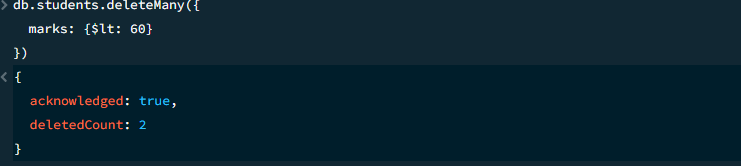 db.students.deleteMany({
marks: {$lt: 60}
})
{
acknowledged: true,
deletedCount: 2
}